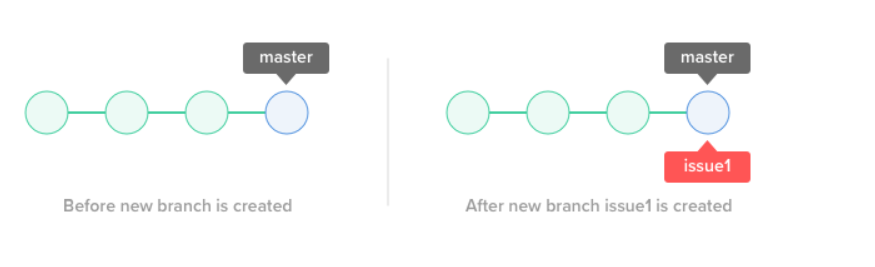 master
Before new branch is created
master
issue1
After new branch issue1 is created